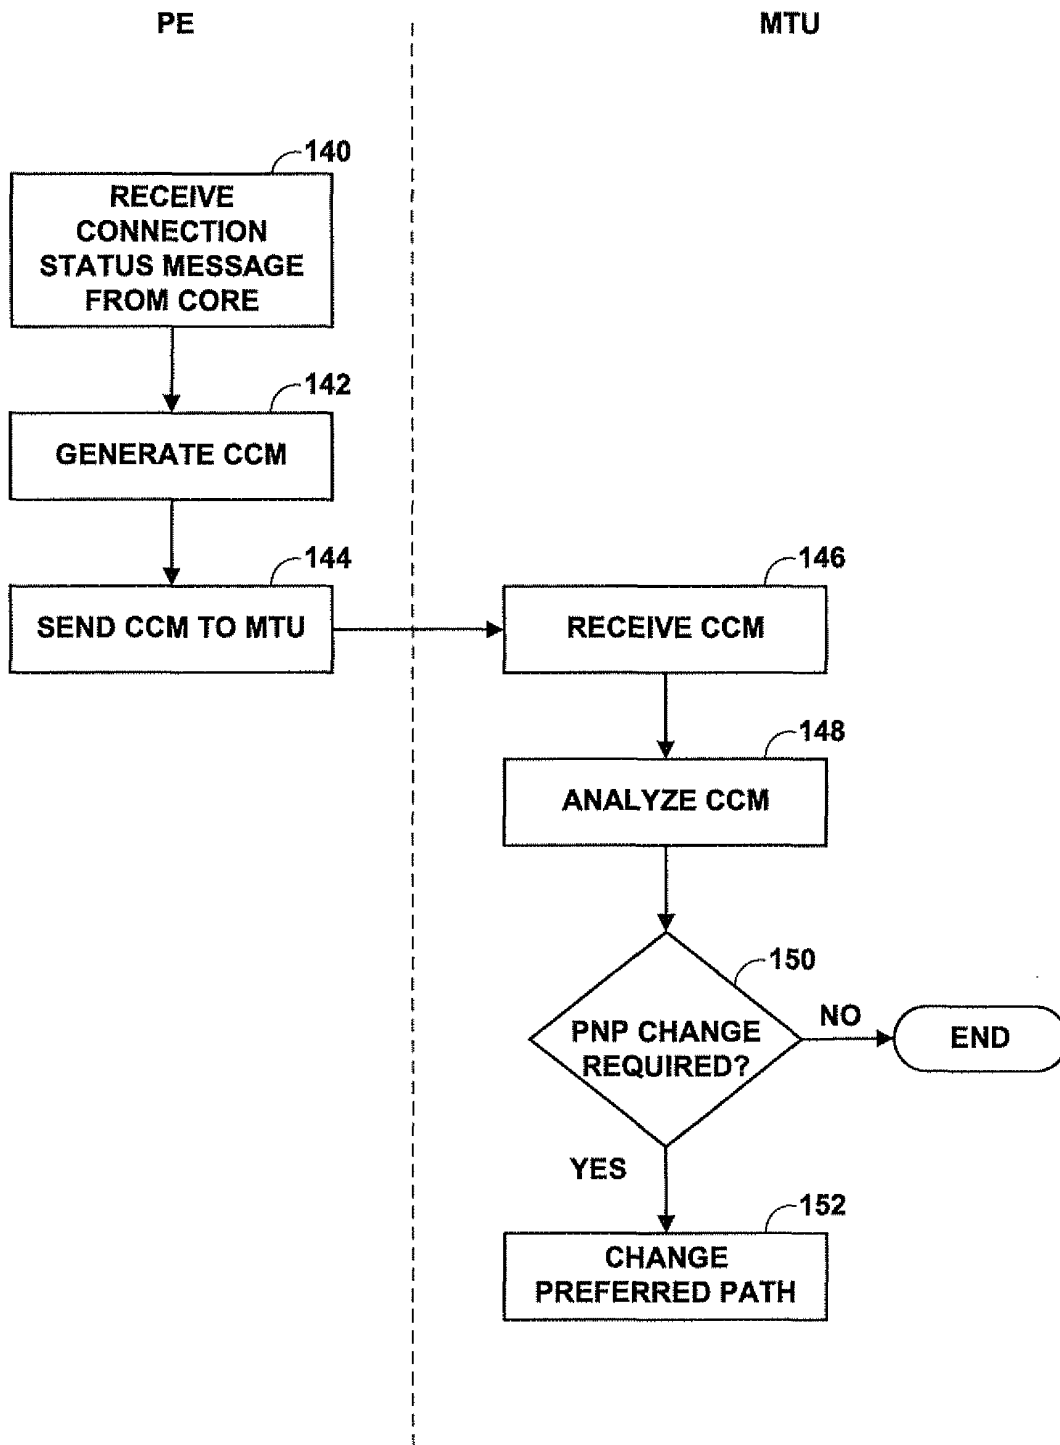 PE
MTU
140
RECEIVE
CONNECTION
STATUS MESSAGE
FROM CORE
142
GENERATE CCM
144
SEND CCM TO MTU
146
RECEIVE CCM
148
ANALYZE CCM
150
PNP CHANGE
REQUIRED?
NO
END
YES
152
CHANGE
PREFERRED PATH